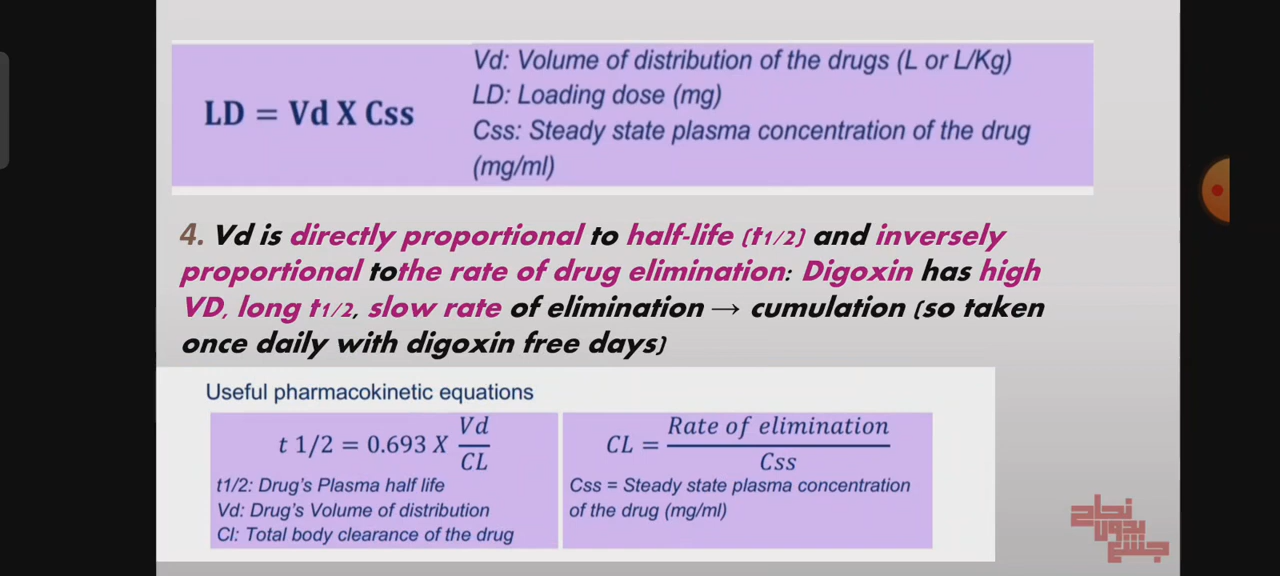 LD = Vd X Css
Vd: Volume of distribution of the drugs (L or L/Kg)
LD: Loading dose (mg)
Css: Steady state plasma concentration of the drug
(mg/ml)
4. Vd is directly proportional to half-life (t1/2) and inversely
proportional tothe rate of drug elimination: Digoxin has high
VD, long t1/2, slow rate of elimination → cumulation (so taken
once daily with digoxin free days)
Useful pharmacokinetic equations
t 1/2 = 0.693 X Vd / CL
t1/2: Drug's Plasma half life
Vd: Drug's Volume of distribution
Cl: Total body clearance of the drug
CL = Rate of elimination / Css
Css = Steady state plasma concentration
of the drug (mg/ml)
نجاح
بدون
جشع